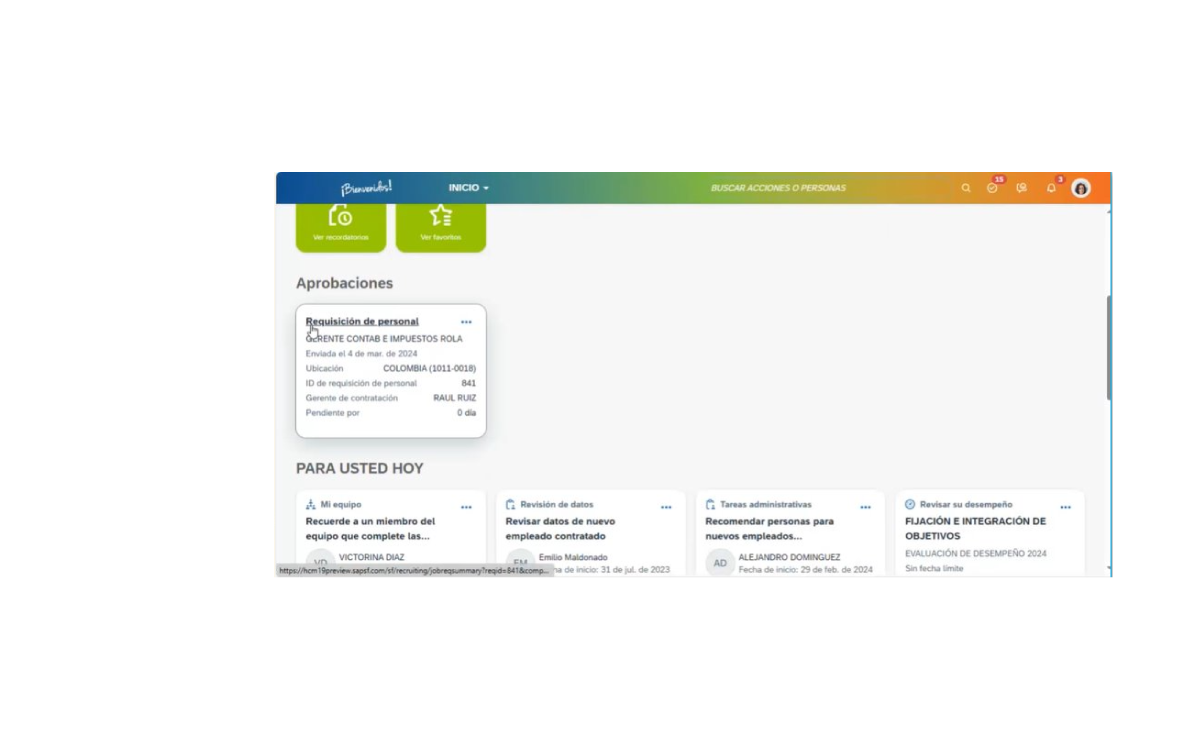 ¡Bienvenidos!
INICIO
BUSCAR ACCIONES O PERSONAS
15
3
Ver recordatorios
Ver favoritos
Aprobaciones
Requisición de personal
GERENTE CONTAB E IMPUESTOS ROLA
Enviada el 4 de mar. de 2024
Ubicación COLOMBIA (1011-0018)
ID de requisición de personal 841
Gerente de contratación RAUL RUIZ
Pendiente por 0 día
PARA USTED HOY
Mi equipo
Recuerde a un miembro del
equipo que complete las...
VD
VICTORINA DIAZ
Revisión de datos
Revisar datos de nuevo
empleado contratado
EM
Emilio Maldonado
ha de inicio: 31 de jul. de 2023
Tareas administrativas
Recomendar personas para
nuevos empleados...
AD
ALEJANDRO DOMINGUEZ
Fecha de inicio: 29 de feb. de 2024
Revisar su desempeño
FIJACIÓN E INTEGRACIÓN DE
OBJETIVOS
EVALUACIÓN DE DESEMPEÑO 2024
Sin fecha límite
https://hcm19preview.sapsf.com/sf/recruiting/jobreqsummary?reqid=841&comp...